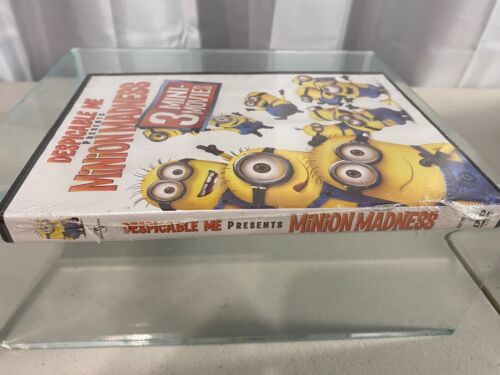 DESPICABLE ME
PRESENTS
MINION MADNESS
3 MINI-
MOVIES!
DESPICABLE ME PRESENTS MINION MADNESS